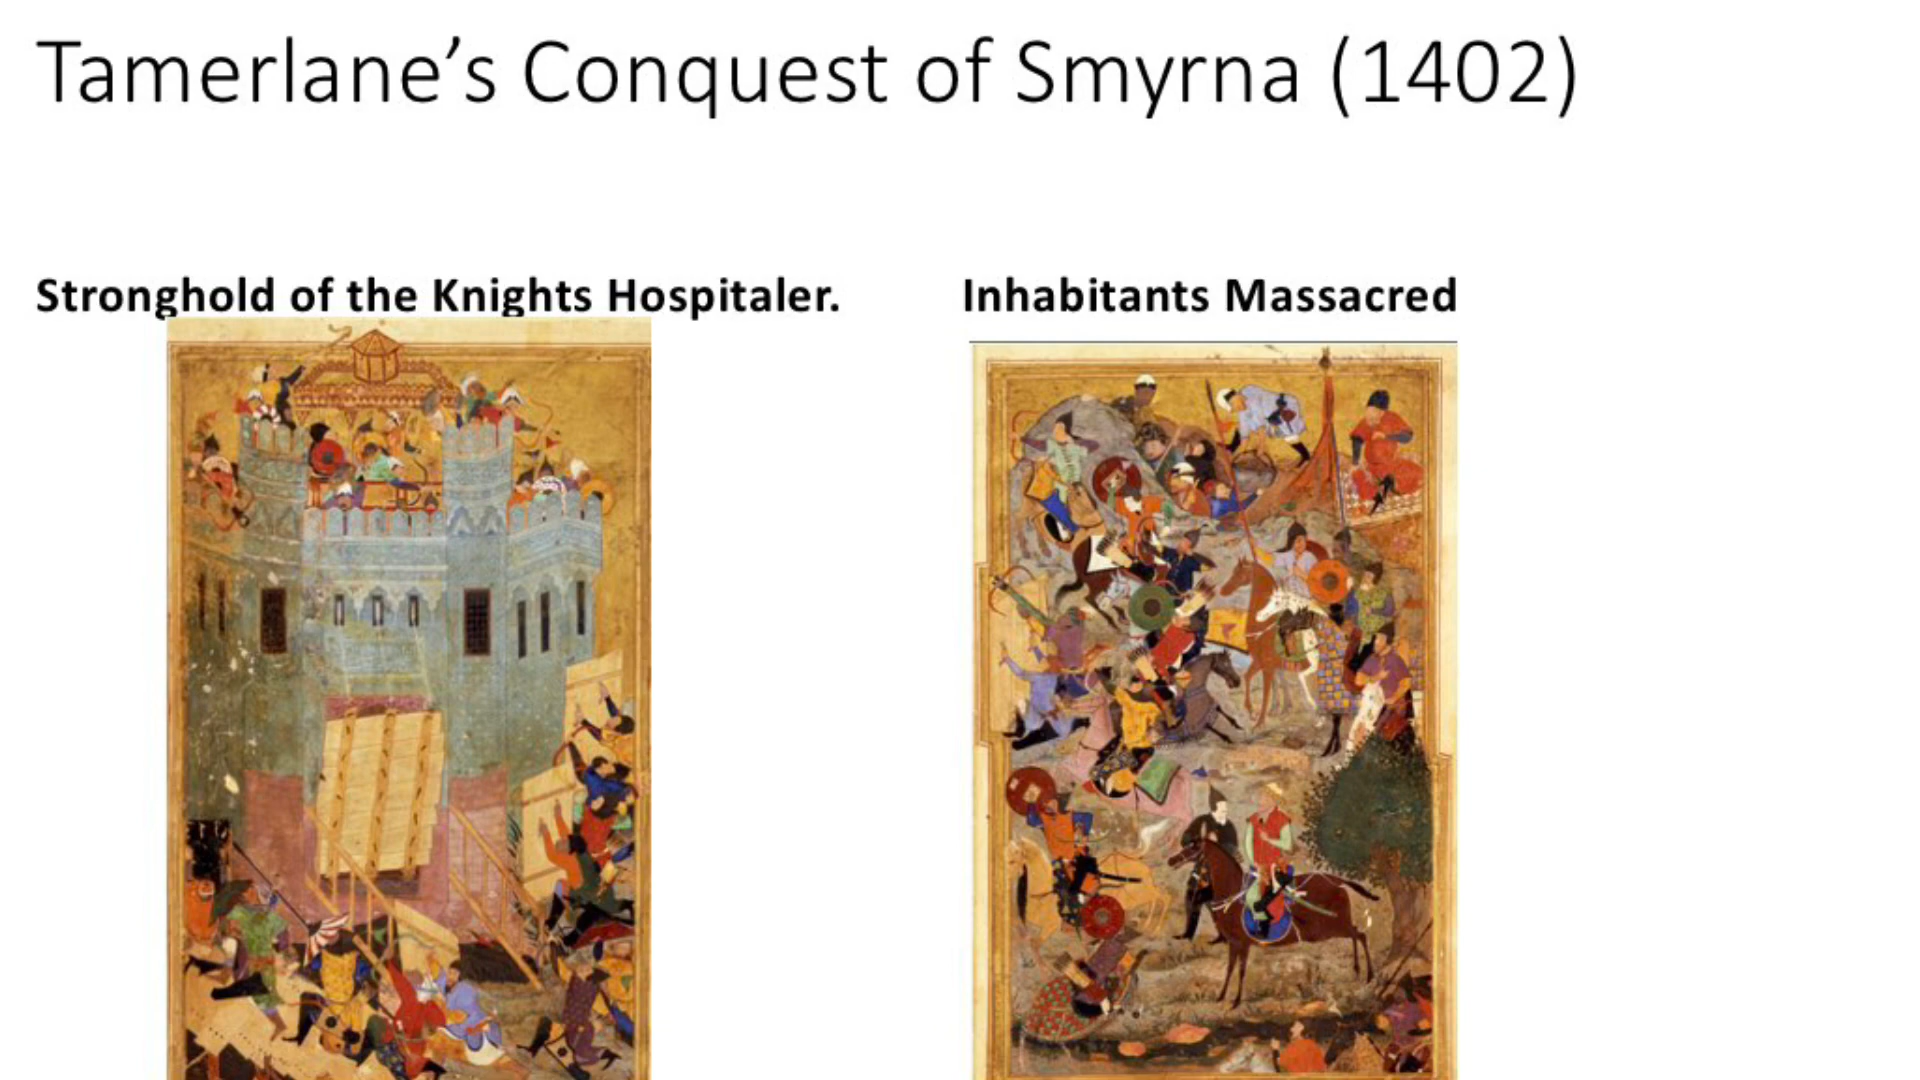 Tamerlane’s Conquest of Smyrna (1402)
Stronghold of the Knights Hospitaler.
Inhabitants Massacred